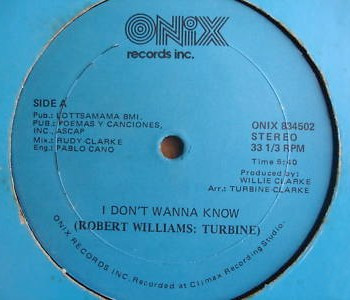 ONIX
records inc.
SIDE A
Pub.: LOTTSAMAMA BMI.
PUB.: POEMAS Y CANCIONES,
INC., ASCAP
Mix.: RUDY CLARKE
Eng.: PABLO CANO
ONIX 834502
STEREO
33 1/3 RPM
Time 6:40
Produced by:
WILLIE CLARKE
Arr.: TURBINE CLARKE
I DON'T WANNA KNOW
(ROBERT WILLIAMS: TURBINE)
ONIX RECORDS INC. Recorded at Climax Recording Studio.